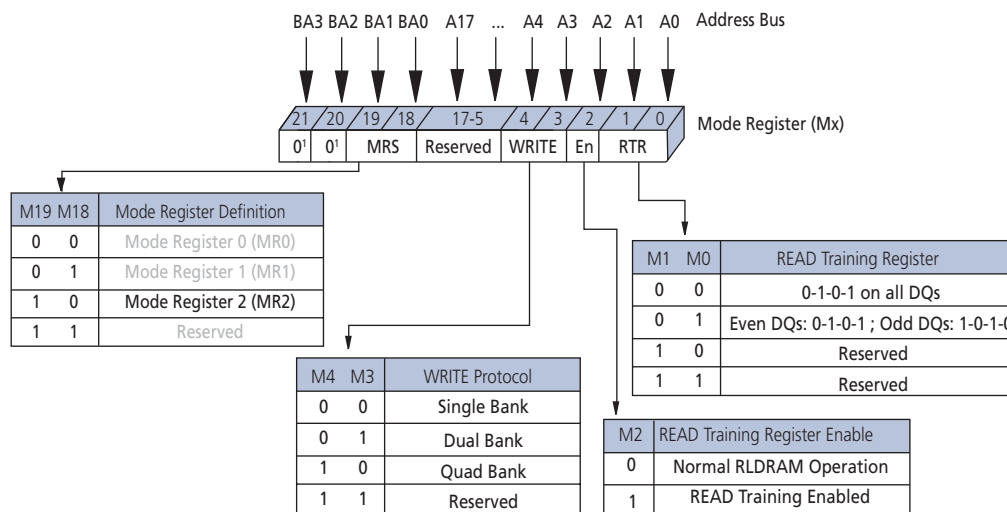 BA3 BA2 BA1 BA0 A17 ... A4 A3 A2 A1 A0 Address Bus
21 20 19 18 17-5 4 3 2 1 0 Mode Register (Mx)
0¹ 0¹ MRS Reserved WRITE En RTR
M19 M18 Mode Register Definition
0 0 Mode Register 0 (MR0)
0 1 Mode Register 1 (MR1)
1 0 Mode Register 2 (MR2)
1 1 Reserved
M1 M0 READ Training Register
0 0 0-1-0-1 on all DQs
0 1 Even DQs: 0-1-0-1 ; Odd DQs: 1-0-1-0
1 0 Reserved
1 1 Reserved
M4 M3 WRITE Protocol
0 0 Single Bank
0 1 Dual Bank
1 0 Quad Bank
1 1 Reserved
M2 READ Training Register Enable
0 Normal RLDRAM Operation
1 READ Training Enabled